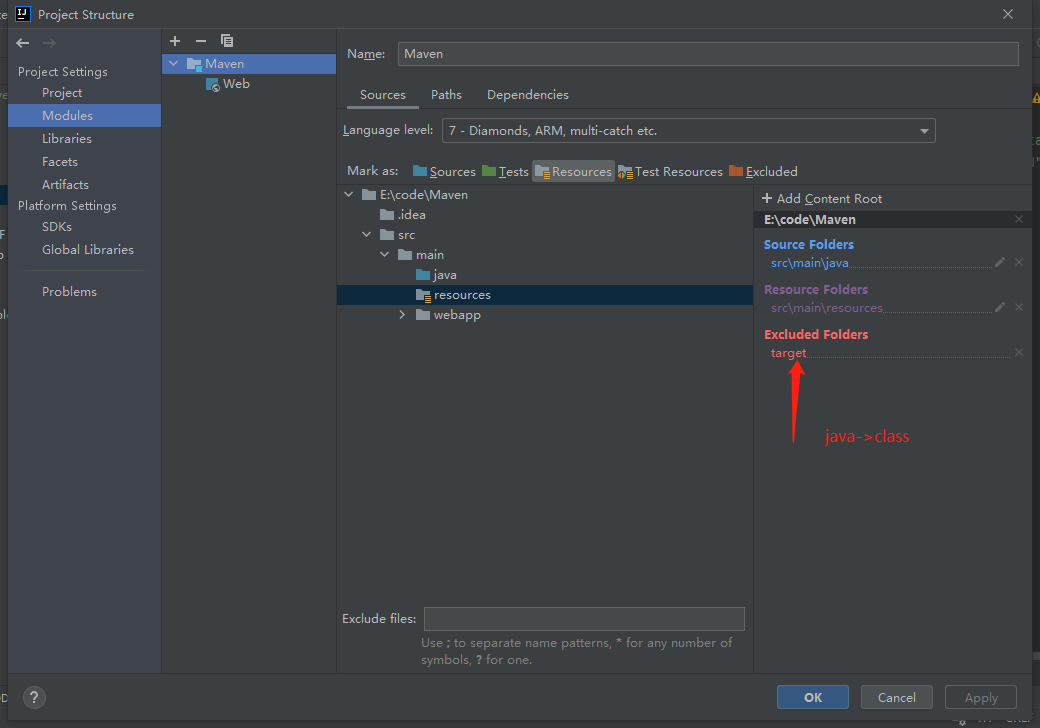 Project Structure
Project Settings
Project
Modules
Libraries
Facets
Artifacts
Platform Settings
SDKs
Global Libraries
Problems
Maven
Web
Name: Maven
Sources Paths Dependencies
Language level: 7 - Diamonds, ARM, multi-catch etc.
Mark as: Sources Tests Resources Test Resources Excluded
E:\code\Maven
.idea
src
main
java
resources
webapp
Add Content Root
E:\code\Maven
Source Folders
src\main\java
Resource Folders
src\main\resources
Excluded Folders
target
java->class
Exclude files:
Use ; to separate name patterns, * for any number of
symbols, ? for one.
?
OK Cancel Apply